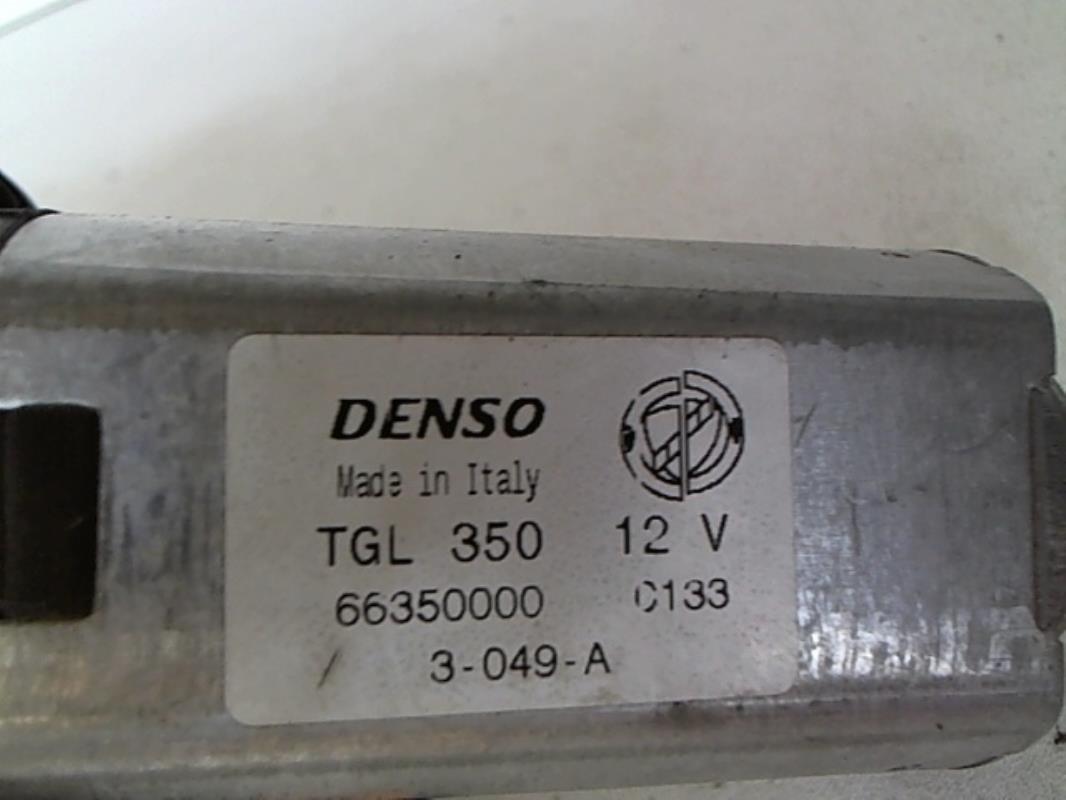 DENSO
Made in Italy
TGL 350 12 V
66350000 C133
3-049-A